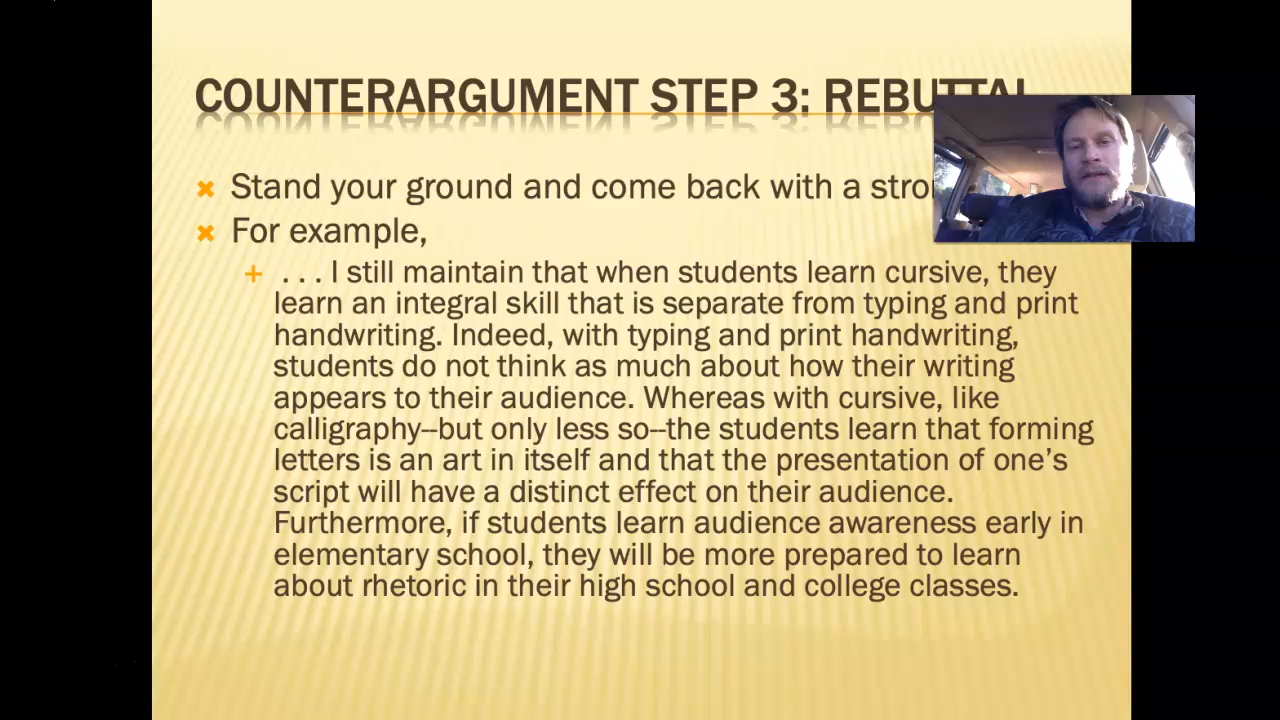 COUNTERARGUMENT STEP 3: REBUTTAL
Stand your ground and come back with a
For example,
. . . I still maintain that when students learn cursive, they
learn an integral skill that is separate from typing and print
handwriting. Indeed, with typing and print handwriting,
students do not think as much about how their writing
appears to their audience. Whereas with cursive, like
calligraphy--but only less so--the students learn that forming
letters is an art in itself and that the presentation of one’s
script will have a distinct effect on their audience.
Furthermore, if students learn audience awareness early in
elementary school, they will be more prepared to learn
about rhetoric in their high school and college classes.